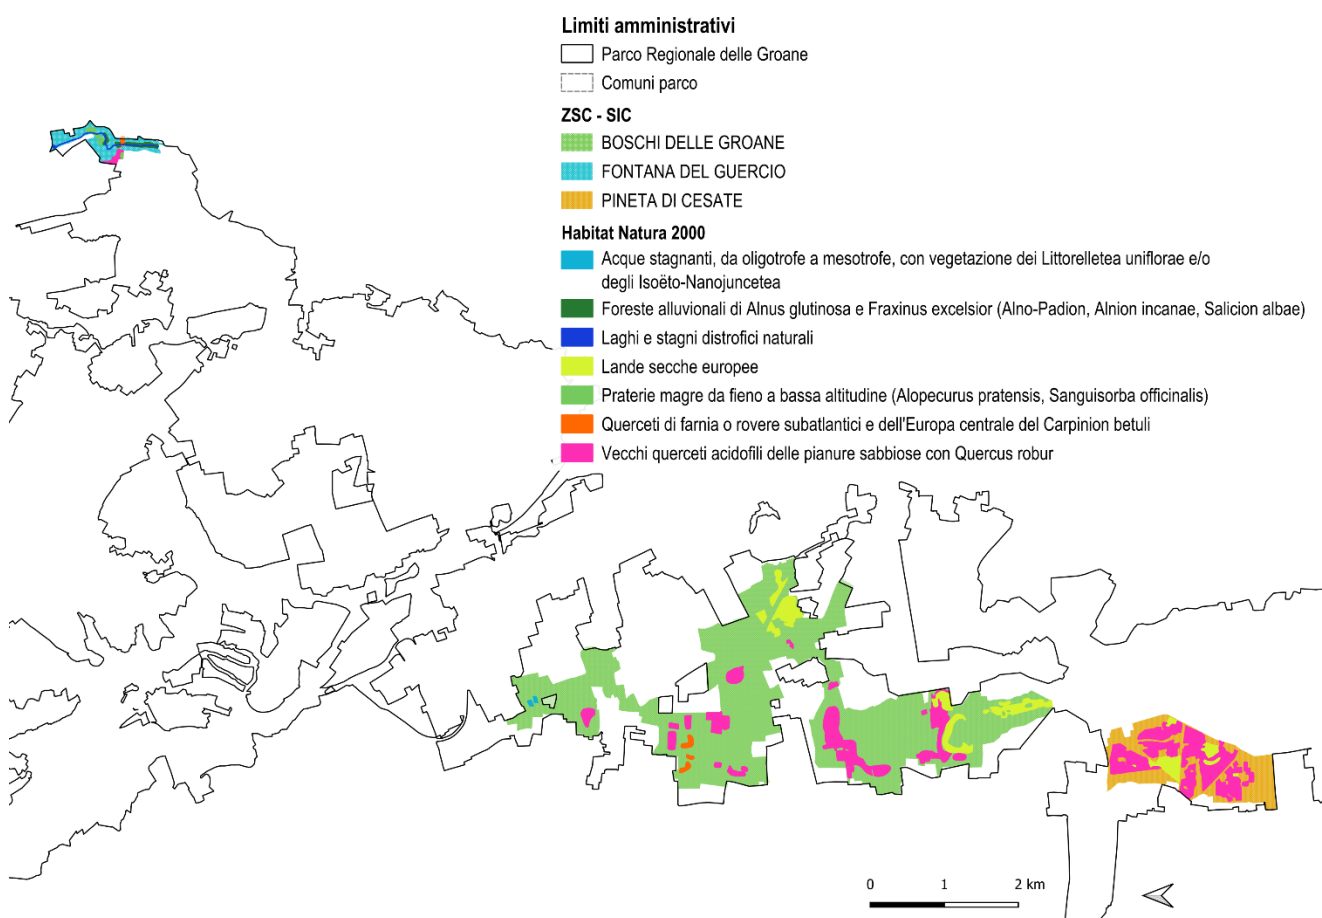 Limiti amministrativi
Parco Regionale delle Groane
Comuni parco
ZSC - SIC
BOSCHI DELLE GROANE
FONTANA DEL GUERCIO
PINETA DI CESATE
Habitat Natura 2000
Acque stagnanti, da oligotrofe a mesotrofe, con vegetazione dei Littorelletea uniflorae e/o
degli Isoëto-Nanojuncetea
Foreste alluvionali di Alnus glutinosa e Fraxinus excelsior (Alno-Padion, Alnion incanae, Salicion albae)
Laghi e stagni distrofici naturali
Lande secche europee
Praterie magre da fieno a bassa altitudine (Alopecurus pratensis, Sanguisorba officinalis)
Querceti di farnia o rovere subatlantici e dell'Europa centrale del Carpinion betuli
Vecchi querceti acidofili delle pianure sabbiose con Quercus robur
0 1 2 km